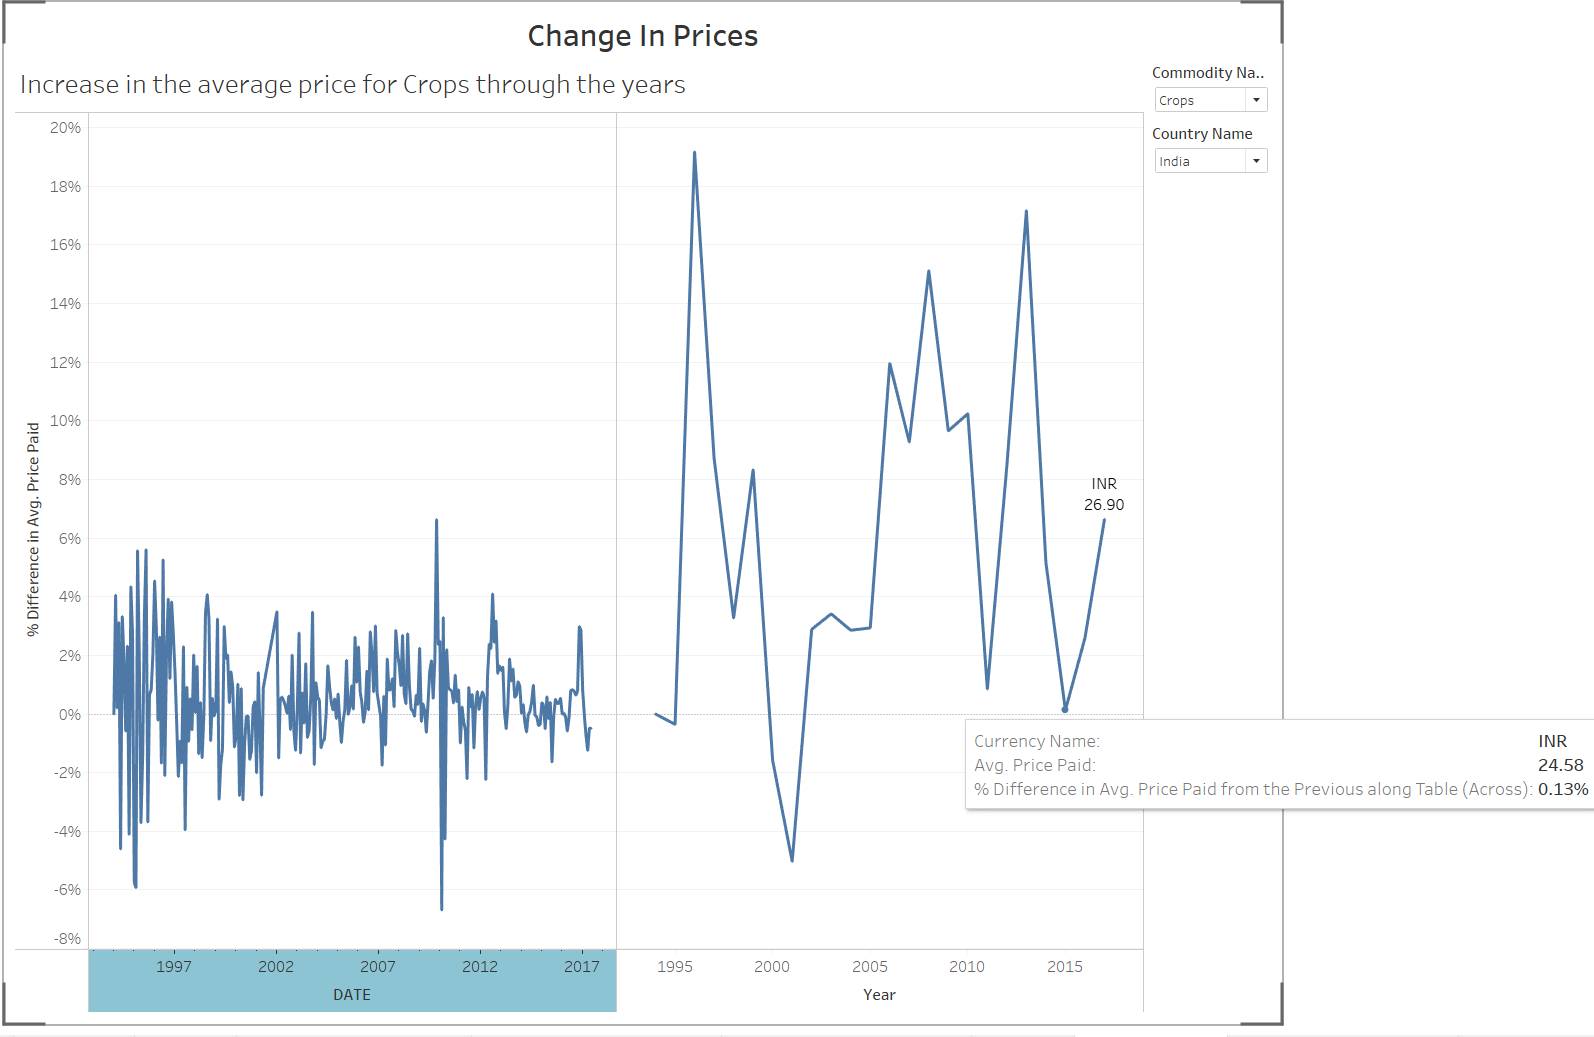 Change In Prices
Increase in the average price for Crops through the years
Commodity Na..
Crops
Country Name
India
% Difference in Avg. Price Paid
20%
18%
16%
14%
12%
10%
8%
6%
4%
2%
0%
-2%
-4%
-6%
-8%
INR
26.90
Currency Name: INR
Avg. Price Paid: 24.58
% Difference in Avg. Price Paid from the Previous along Table (Across): 0.13%
1997 2002 2007 2012 2017
DATE
1995 2000 2005 2010 2015
Year